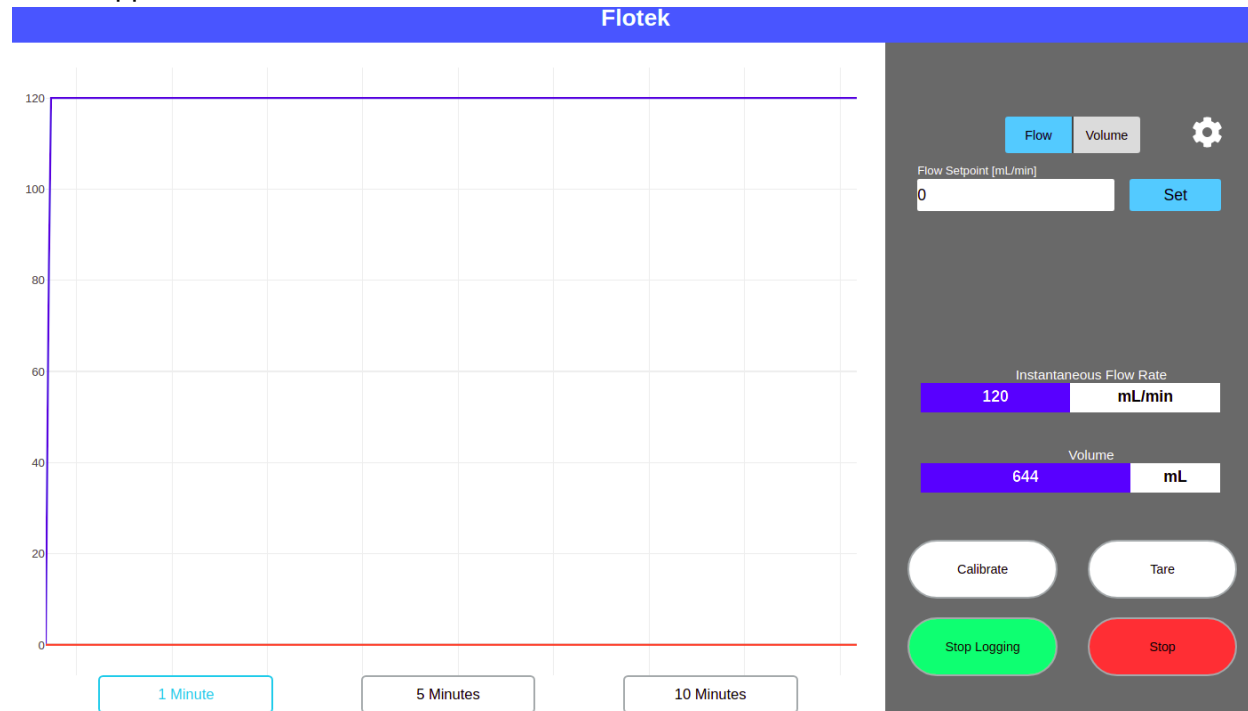 Flotek
120
100
80
60
40
20
0
1 Minute
5 Minutes
10 Minutes
Flow
Volume
Flow Setpoint [mL/min]
0
Set
Instantaneous Flow Rate
120
mL/min
Volume
644
mL
Calibrate
Tare
Stop Logging
Stop